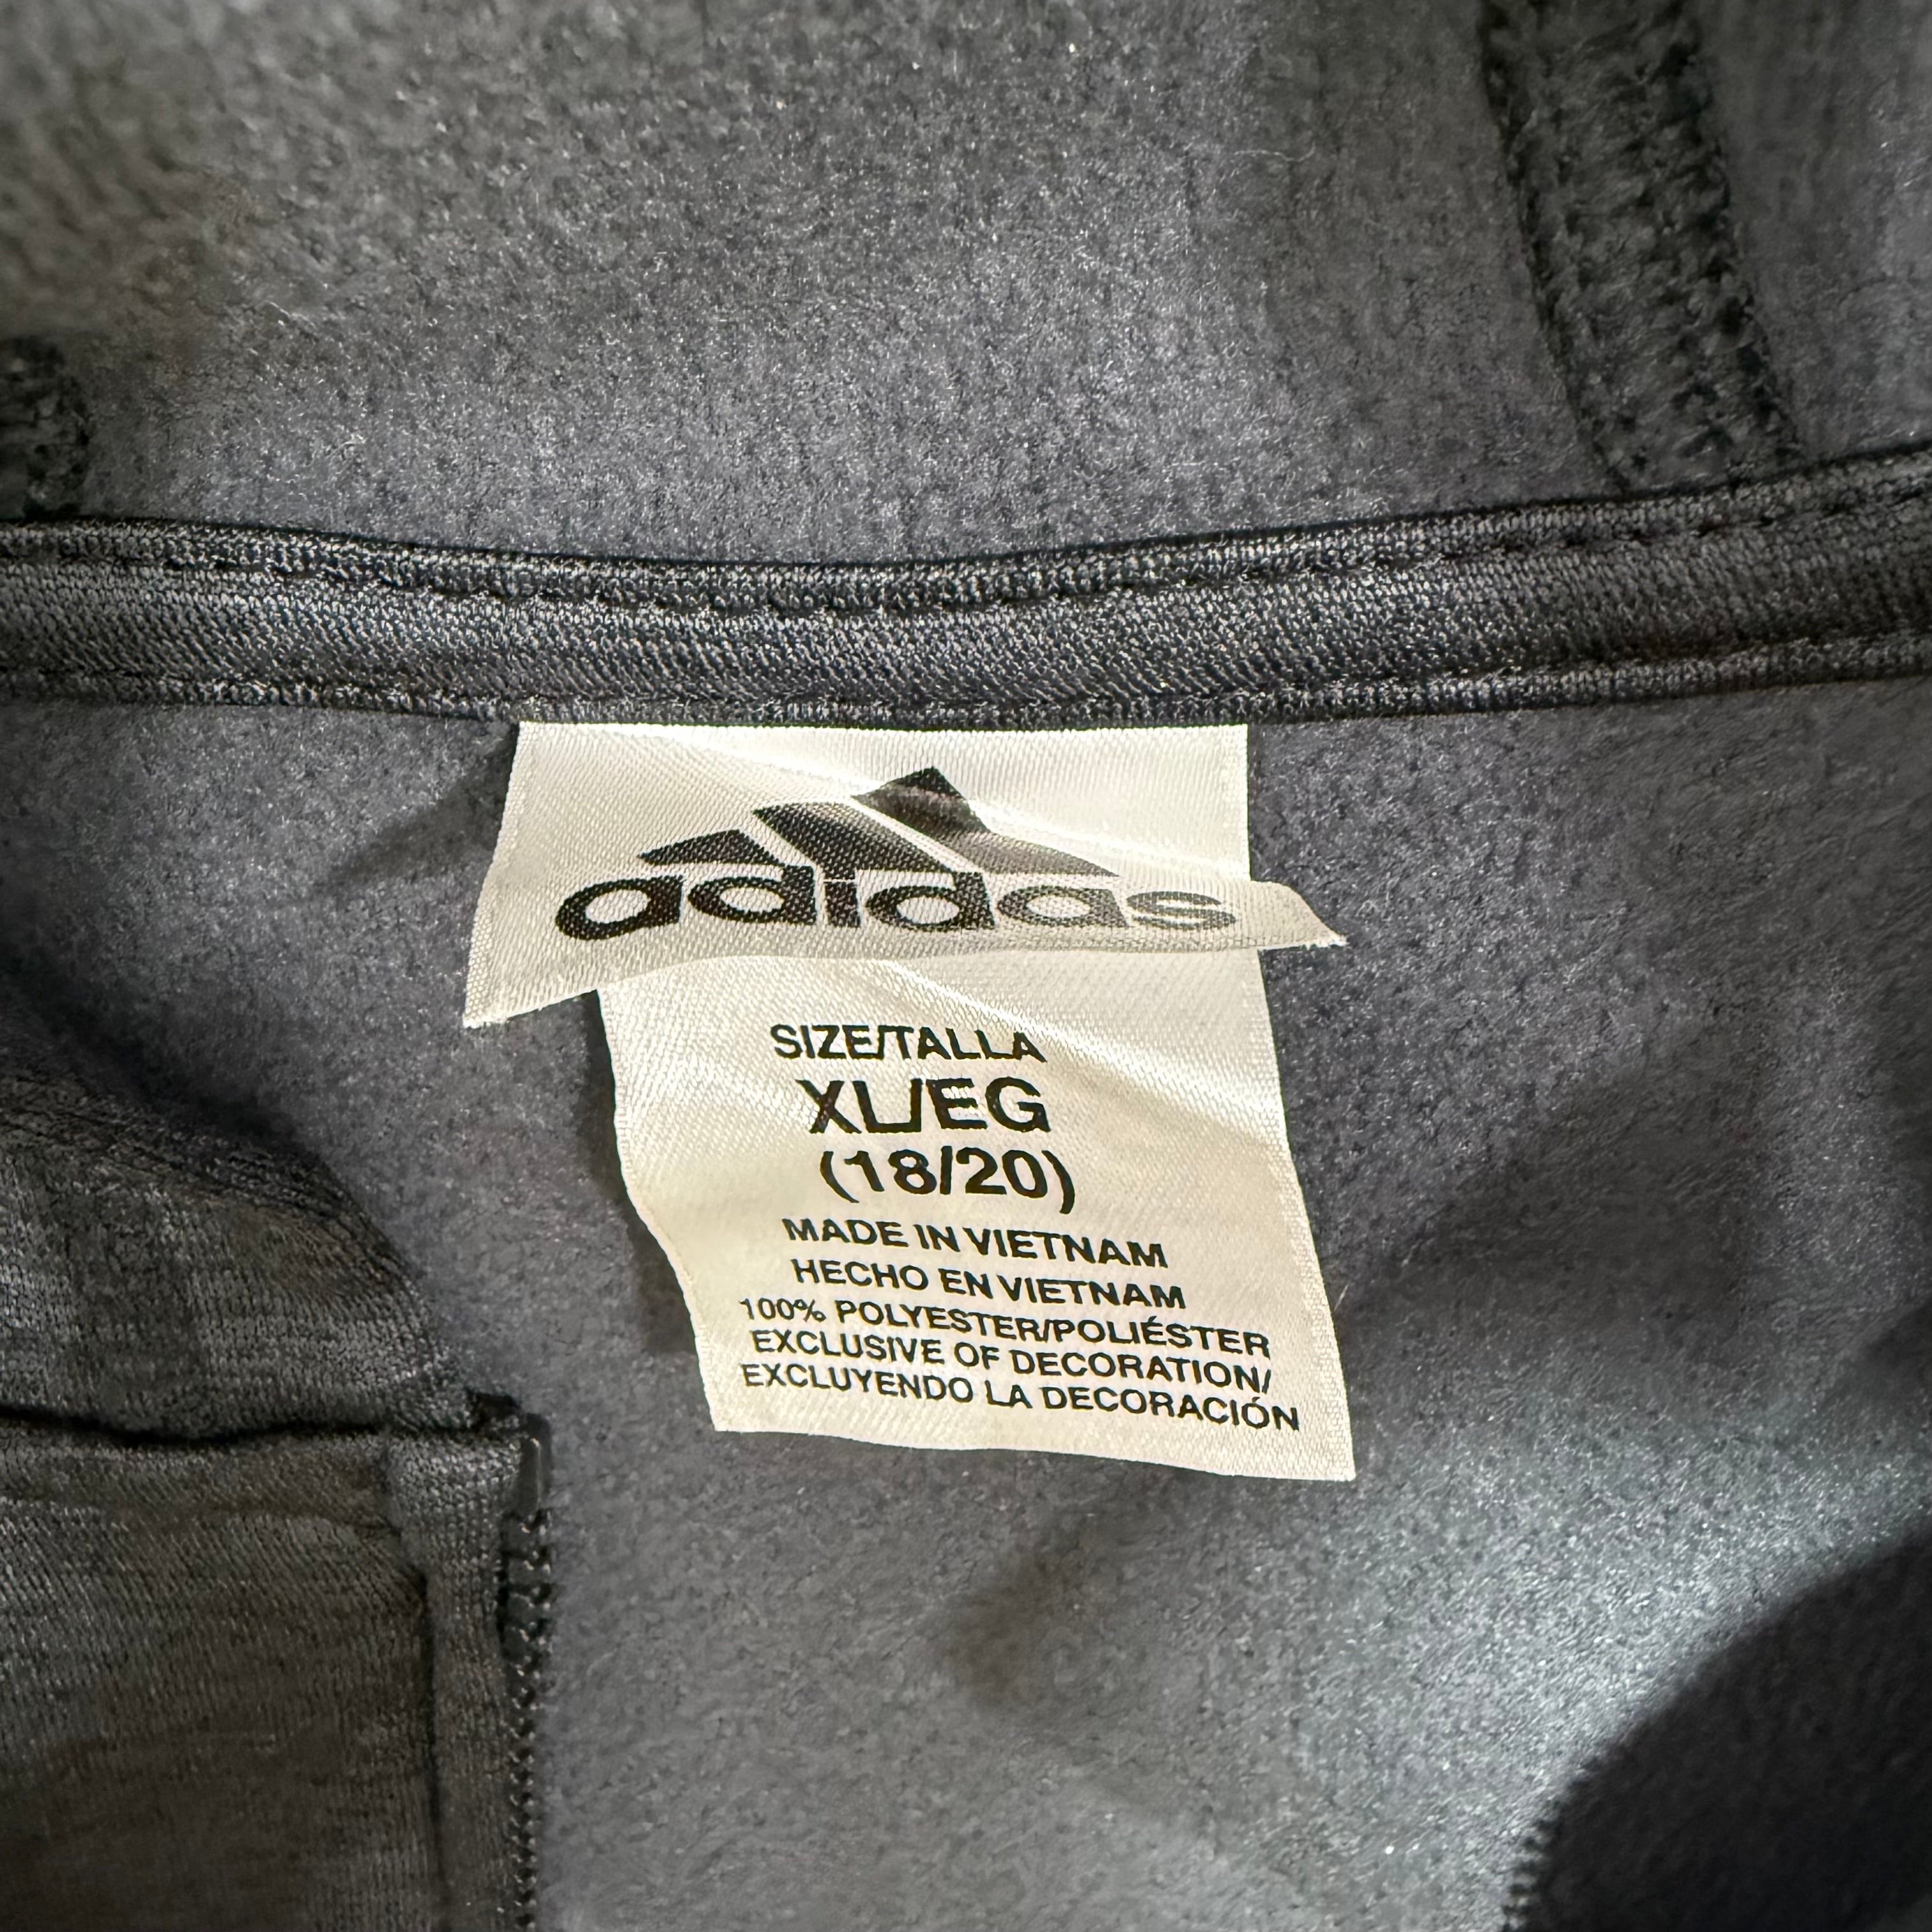 adidas
SIZE/TALLA
XL/EG
(18/20)
MADE IN VIETNAM
HECHO EN VIETNAM
100% POLYESTER/POLIÉSTER
EXCLUSIVE OF DECORATION/
EXCLUYENDO LA DECORACIÓN